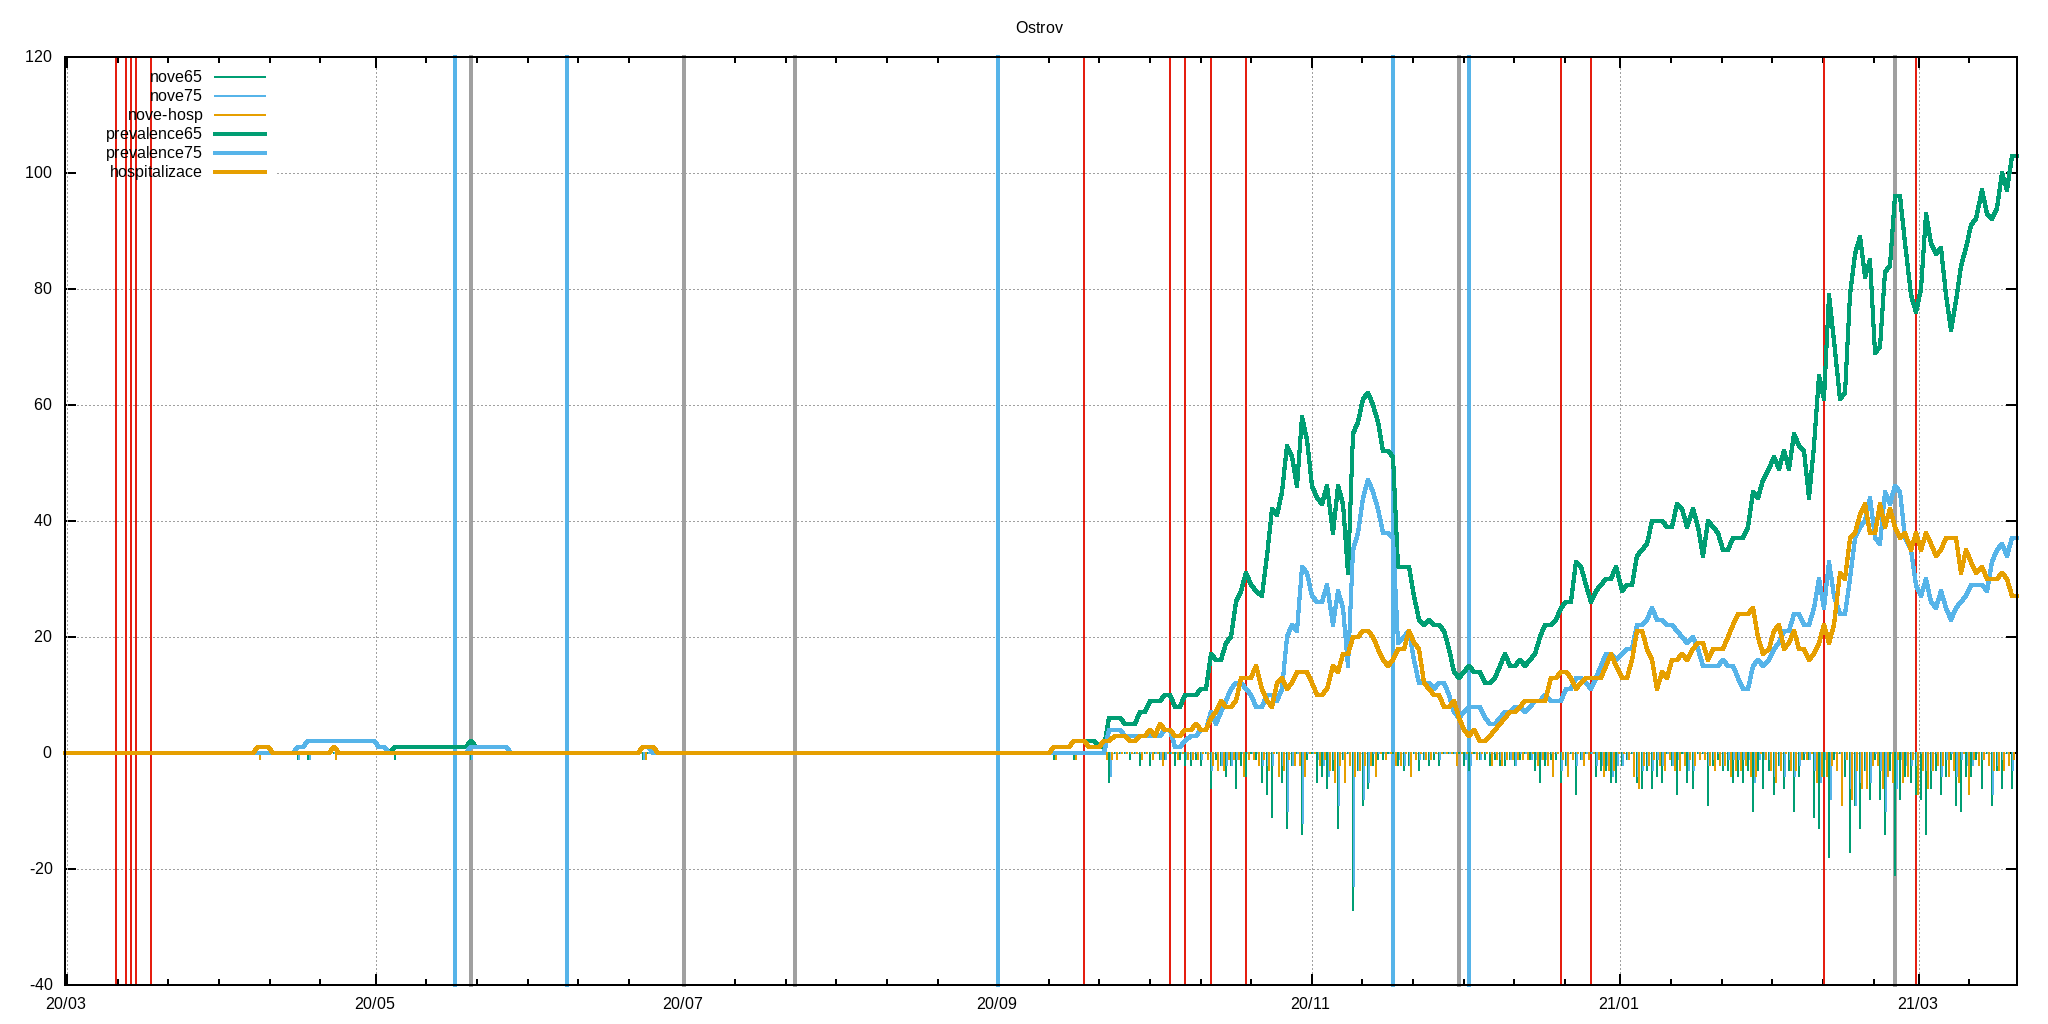 Ostrov
120
100
80
60
40
20
0
-20
-40
nove65
nove75
nove-hosp
prevalence65
prevalence75
hospitalizace
20/03 20/05 20/07 20/09 20/11 21/01 21/03